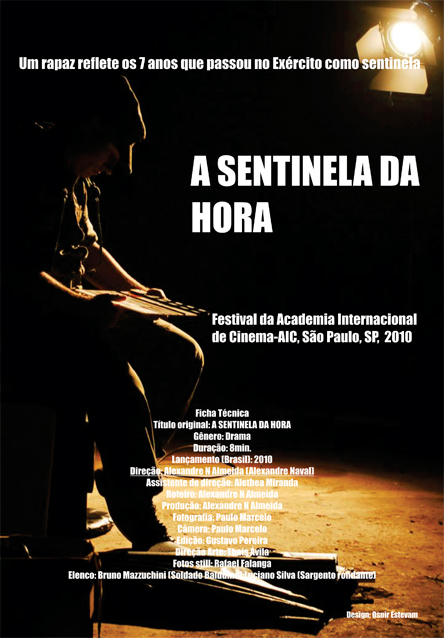 Um rapaz reflete os 7 anos que passou no Exército como sentinela
A SENTINELA DA
HORA
Festival da Academia Internacional
de Cinema-AIC, São Paulo, SP, 2010
Ficha Técnica
Título original: A SENTINELA DA HORA
Gênero: Drama
Duração: 8min.
Lançamento (Brasil): 2010
Direção: Alexandre N Almeida (Alexandre Naval)
Assistente de direção: Alethea Miranda
Roteiro: Alexandre N Almeida
Produção: Alexandre N Almeida
Fotografia: Paulo Marcelo
Câmera: Paulo Marcelo
Edição: Gustavo Pereira
Direção Arte: Ávila
Fotos still: Rafael Falanga
Elenco: Bruno Mazzuchini (Soldado Luciano Silva (Sargento rondante)
Design: Osnir Estevam